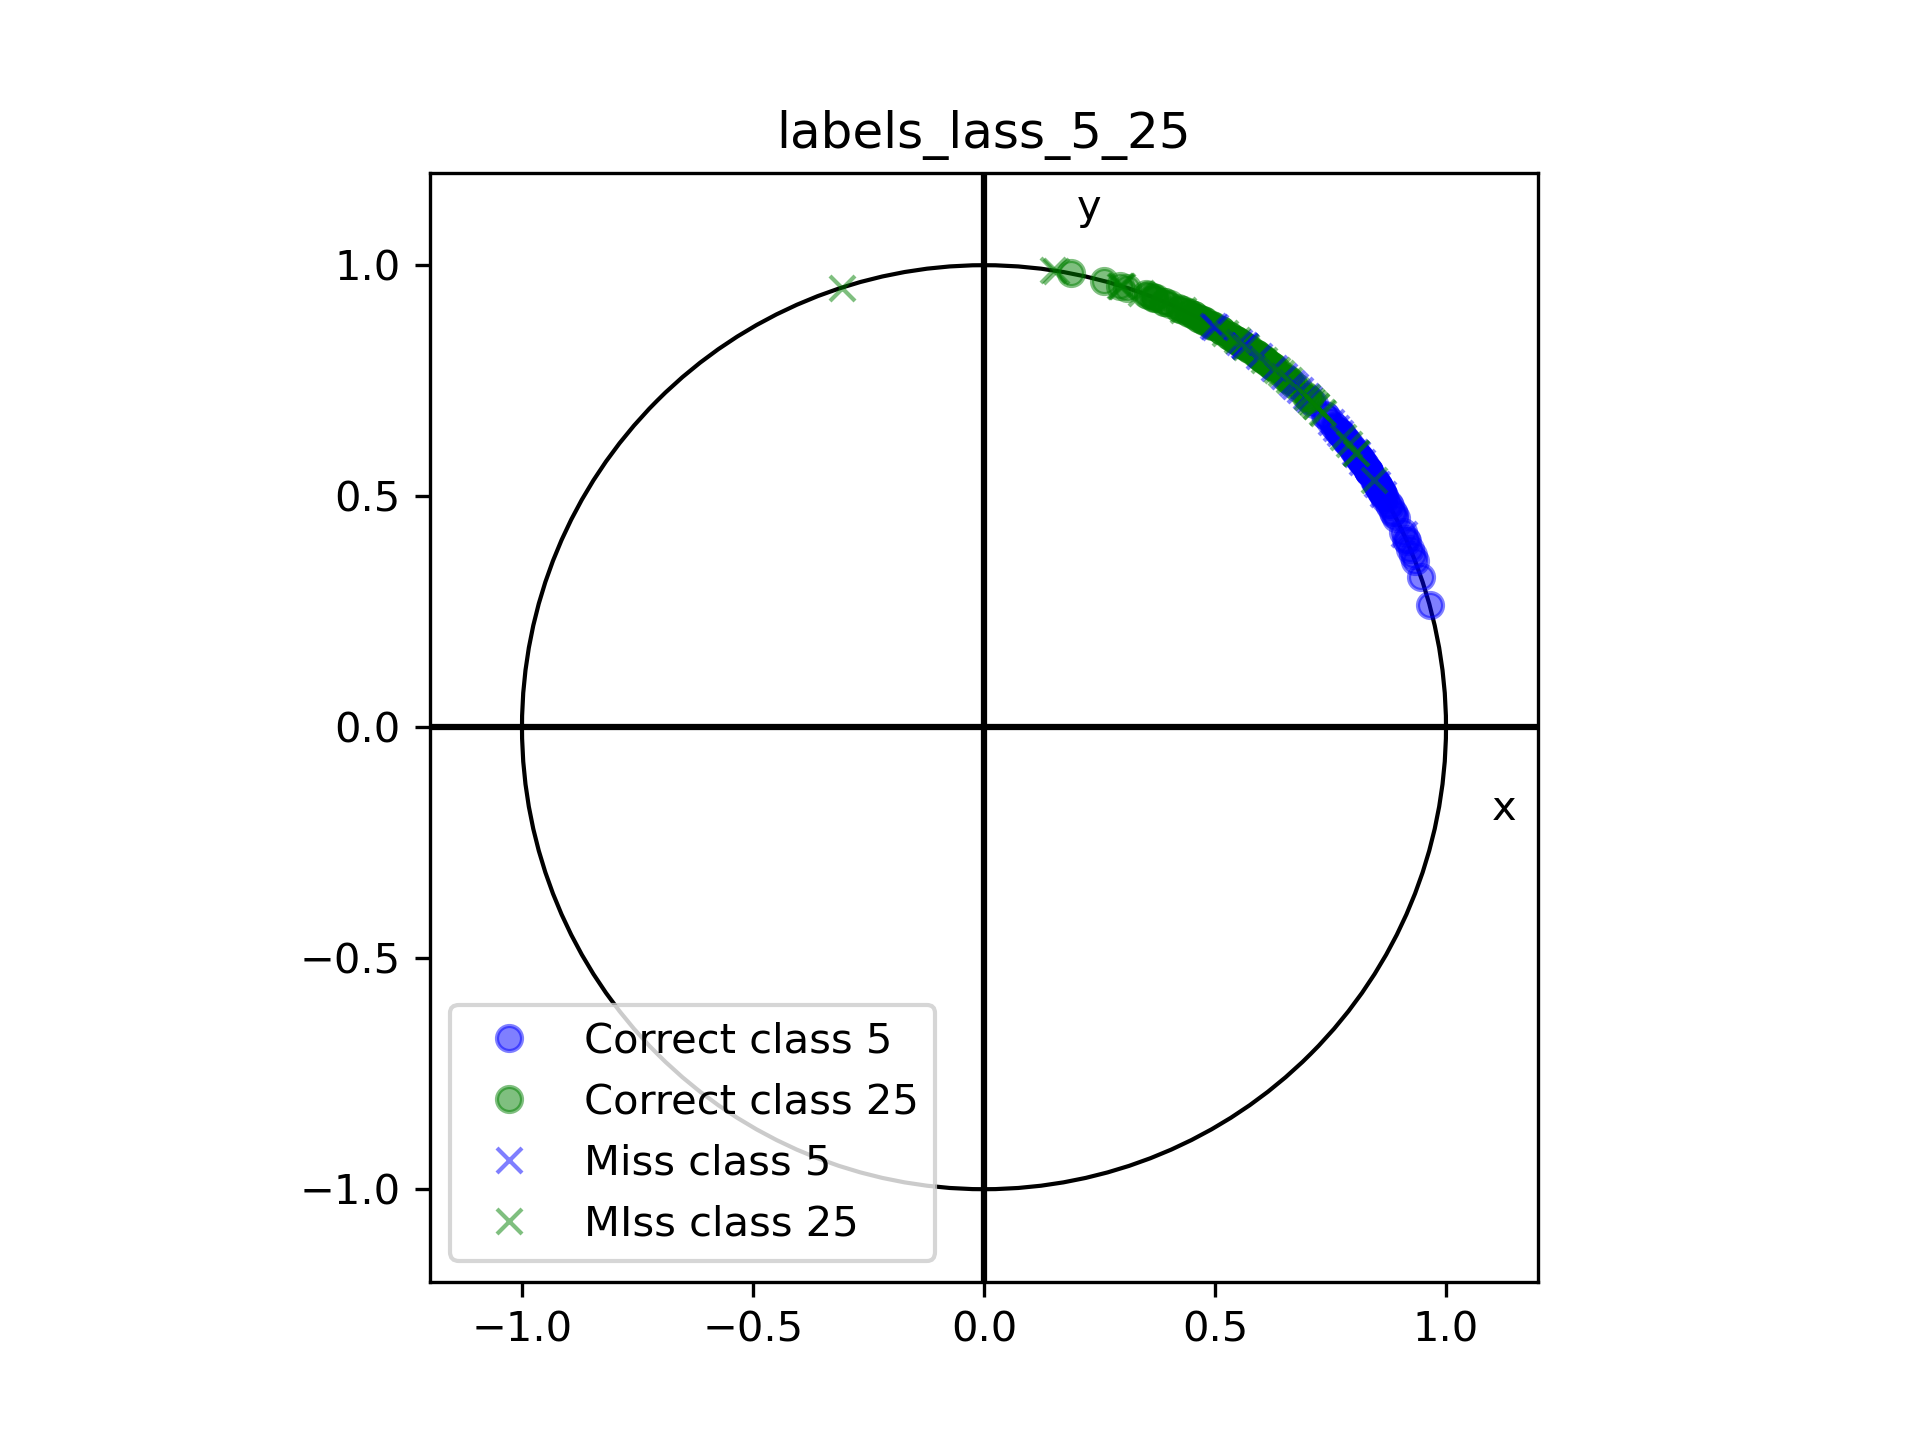 labels_lass_5_25
y
1.0
0.5
0.0
x
−0.5
−1.0
Correct class 5
Correct class 25
Miss class 5
MIss class 25
−1.0 −0.5 0.0 0.5 1.0